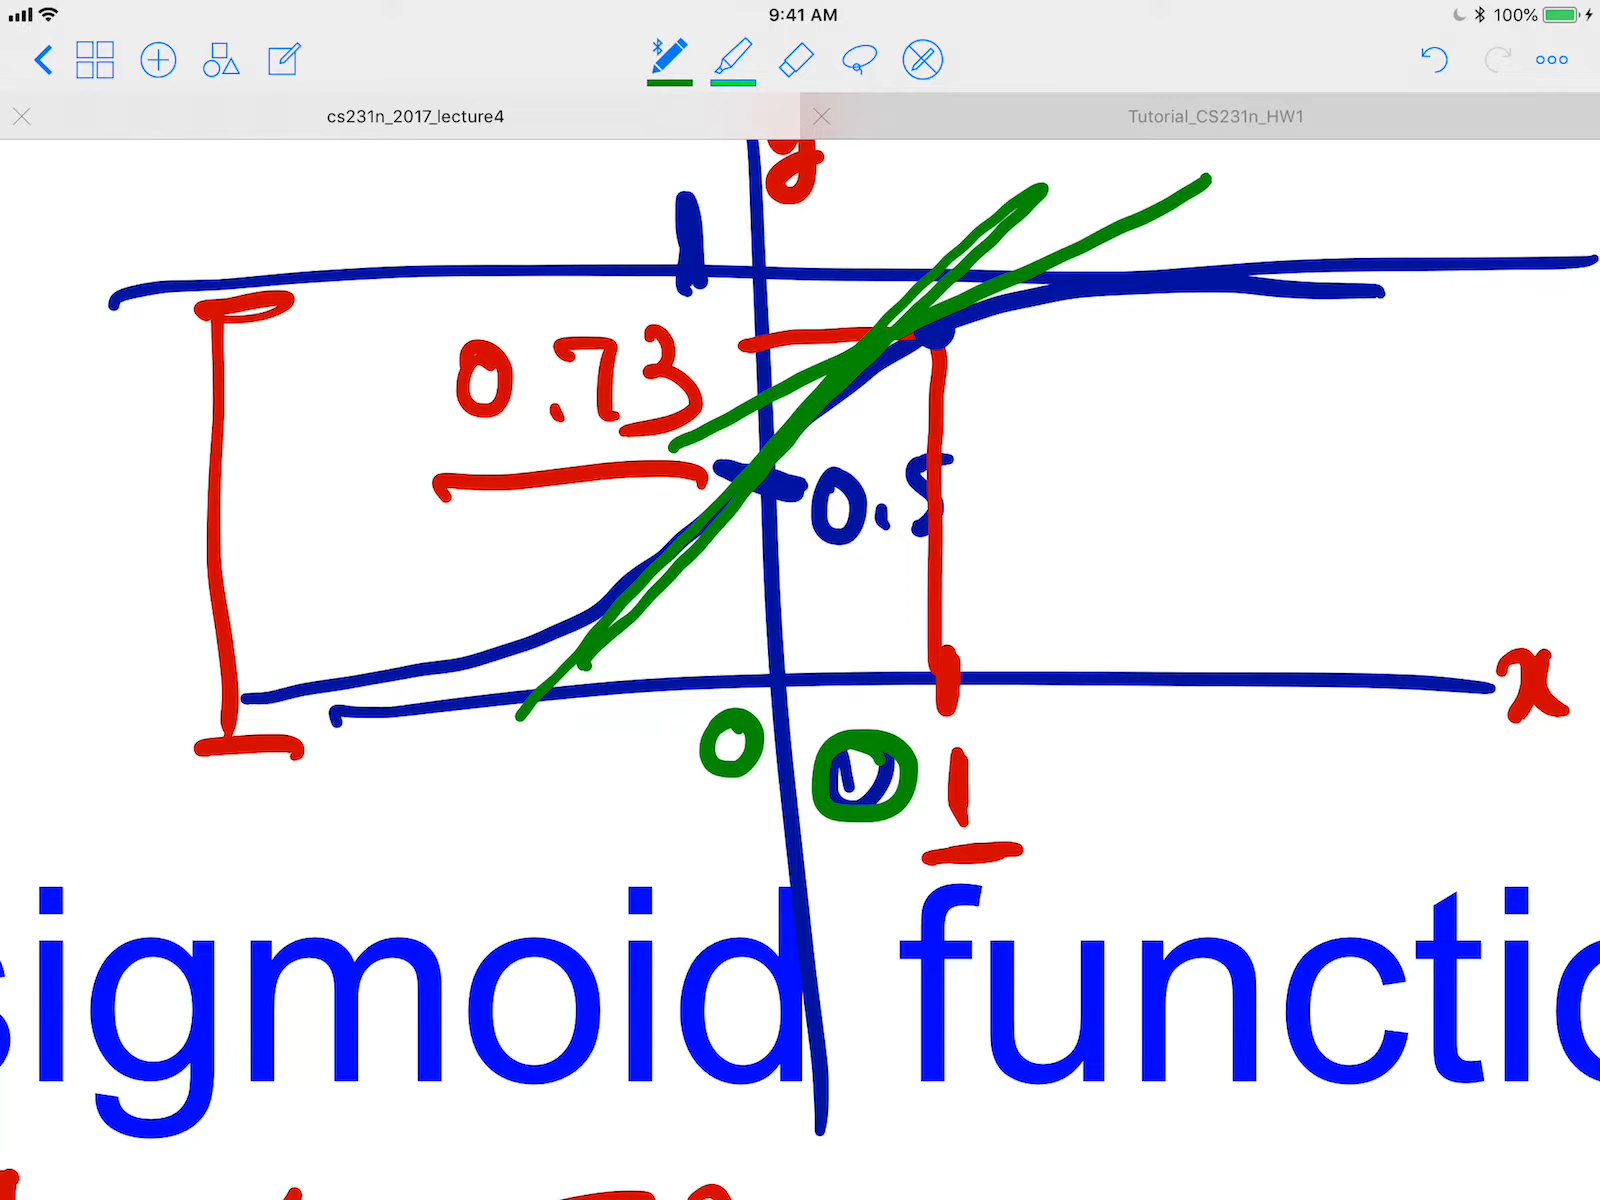 9:41 AM
100%
cs231n_2017_lecture4
Tutorial_CS231n_HW1
y
1
0.73
0.5
x
0
0
1
sigmoid functio